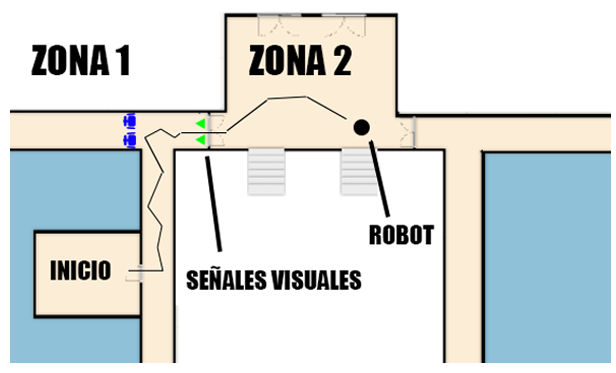 ZONA 1
ZONA 2
ROBOT
INICIO
SEÑALES VISUALES